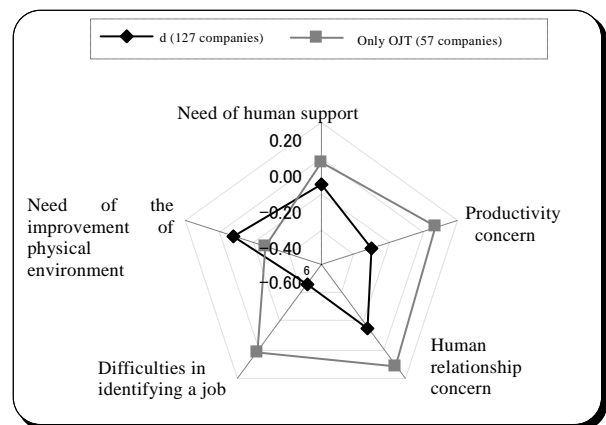 d (127 companies)
Only OJT (57 companies)
Need of human support
0.20
0.00
−0.20
−0.40
−0.60
6
Productivity
concern
Human
relationship
concern
Difficulties in
identifying a job
Need of the
improvement of
physical
environment